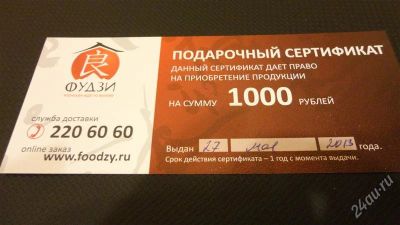 良
ФУДЗИ
служба доставки
220 60 60
online заказ
www.foodzy.ru
ПОДАРОЧНЫЙ СЕРТИФИКАТ
ДАННЫЙ СЕРТИФИКАТ ДАЕТ ПРАВО
НА ПРИОБРЕТЕНИЕ ПРОДУКЦИИ
НА СУММУ 1000 РУБЛЕЙ
Выдан 27 мая 2013 года.
Срок действия сертификата – 1 год с момента выдачи.
24au.ru